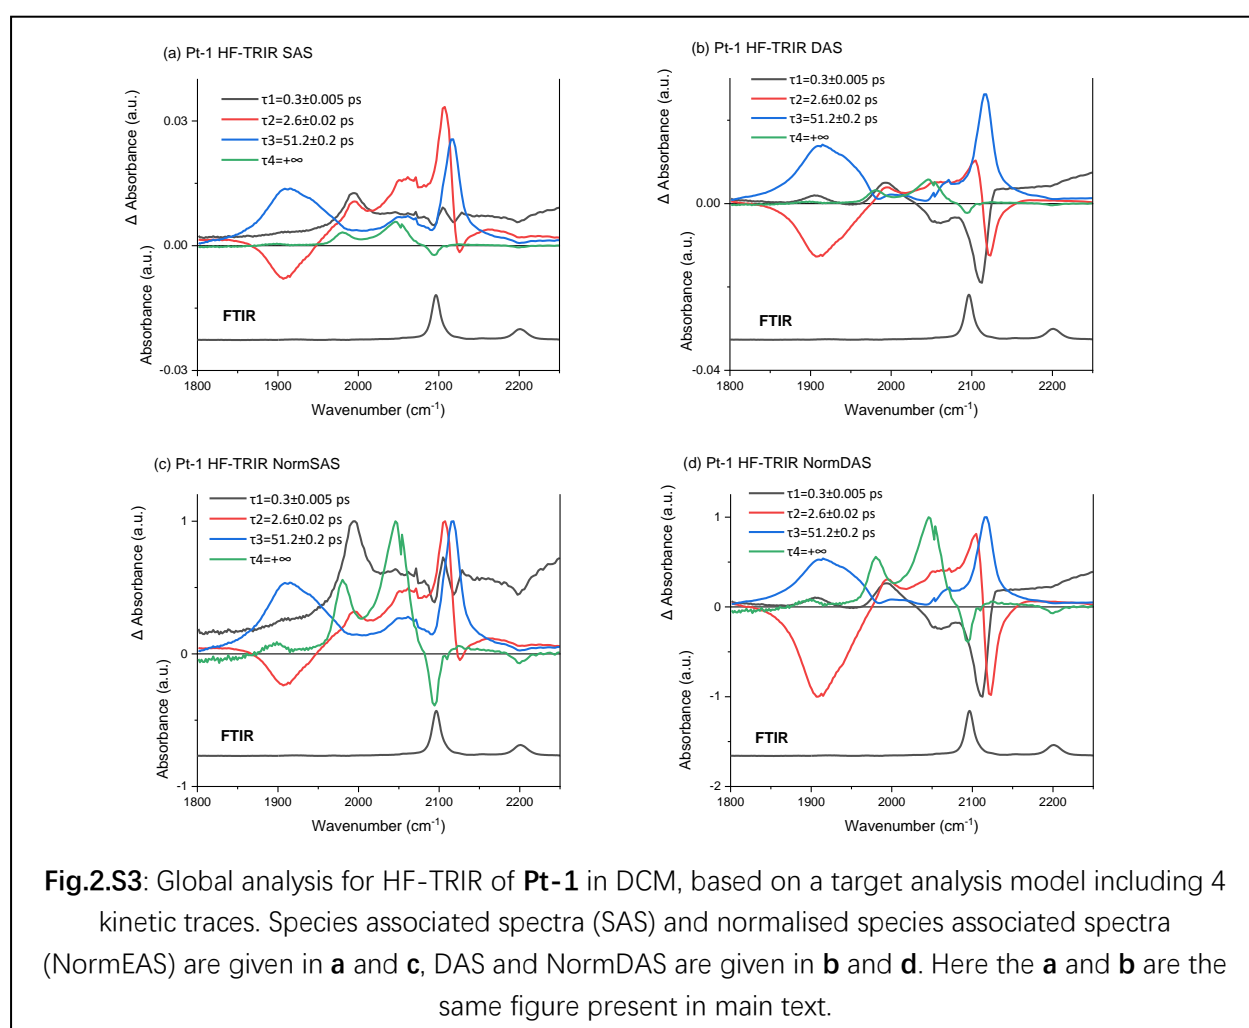 (a) Pt-1 HF-TRIR SAS
τ1=0.3±0.005 ps
τ2=2.6±0.02 ps
τ3=51.2±0.2 ps
τ4=+∞
Δ Absorbance (a.u.)
Absorbance (a.u.)
0.03
0.00
-0.03
FTIR
1800 1900 2000 2100 2200
Wavenumber (cm⁻¹)
(b) Pt-1 HF-TRIR DAS
τ1=0.3±0.005 ps
τ2=2.6±0.02 ps
τ3=51.2±0.2 ps
τ4=+∞
Δ Absorbance (a.u.)
Absorbance (a.u.)
0.00
-0.04
FTIR
1800 1900 2000 2100 2200
Wavenumber (cm⁻¹)
(c) Pt-1 HF-TRIR NormSAS
τ1=0.3±0.005 ps
τ2=2.6±0.02 ps
τ3=51.2±0.2 ps
τ4=+∞
Δ Absorbance (a.u.)
Absorbance (a.u.)
1
0
-1
FTIR
1800 1900 2000 2100 2200
Wavenumber (cm⁻¹)
(d) Pt-1 HF-TRIR NormDAS
τ1=0.3±0.005 ps
τ2=2.6±0.02 ps
τ3=51.2±0.2 ps
τ4=+∞
Δ Absorbance (a.u.)
Absorbance (a.u.)
1
0
-1
-2
FTIR
1800 1900 2000 2100 2200
Wavenumber (cm⁻¹)
Fig.2.S3: Global analysis for HF-TRIR of Pt-1 in DCM, based on a target analysis model including 4
kinetic traces. Species associated spectra (SAS) and normalised species associated spectra
(NormEAS) are given in a and c, DAS and NormDAS are given in b and d. Here the a and b are the
same figure present in main text.